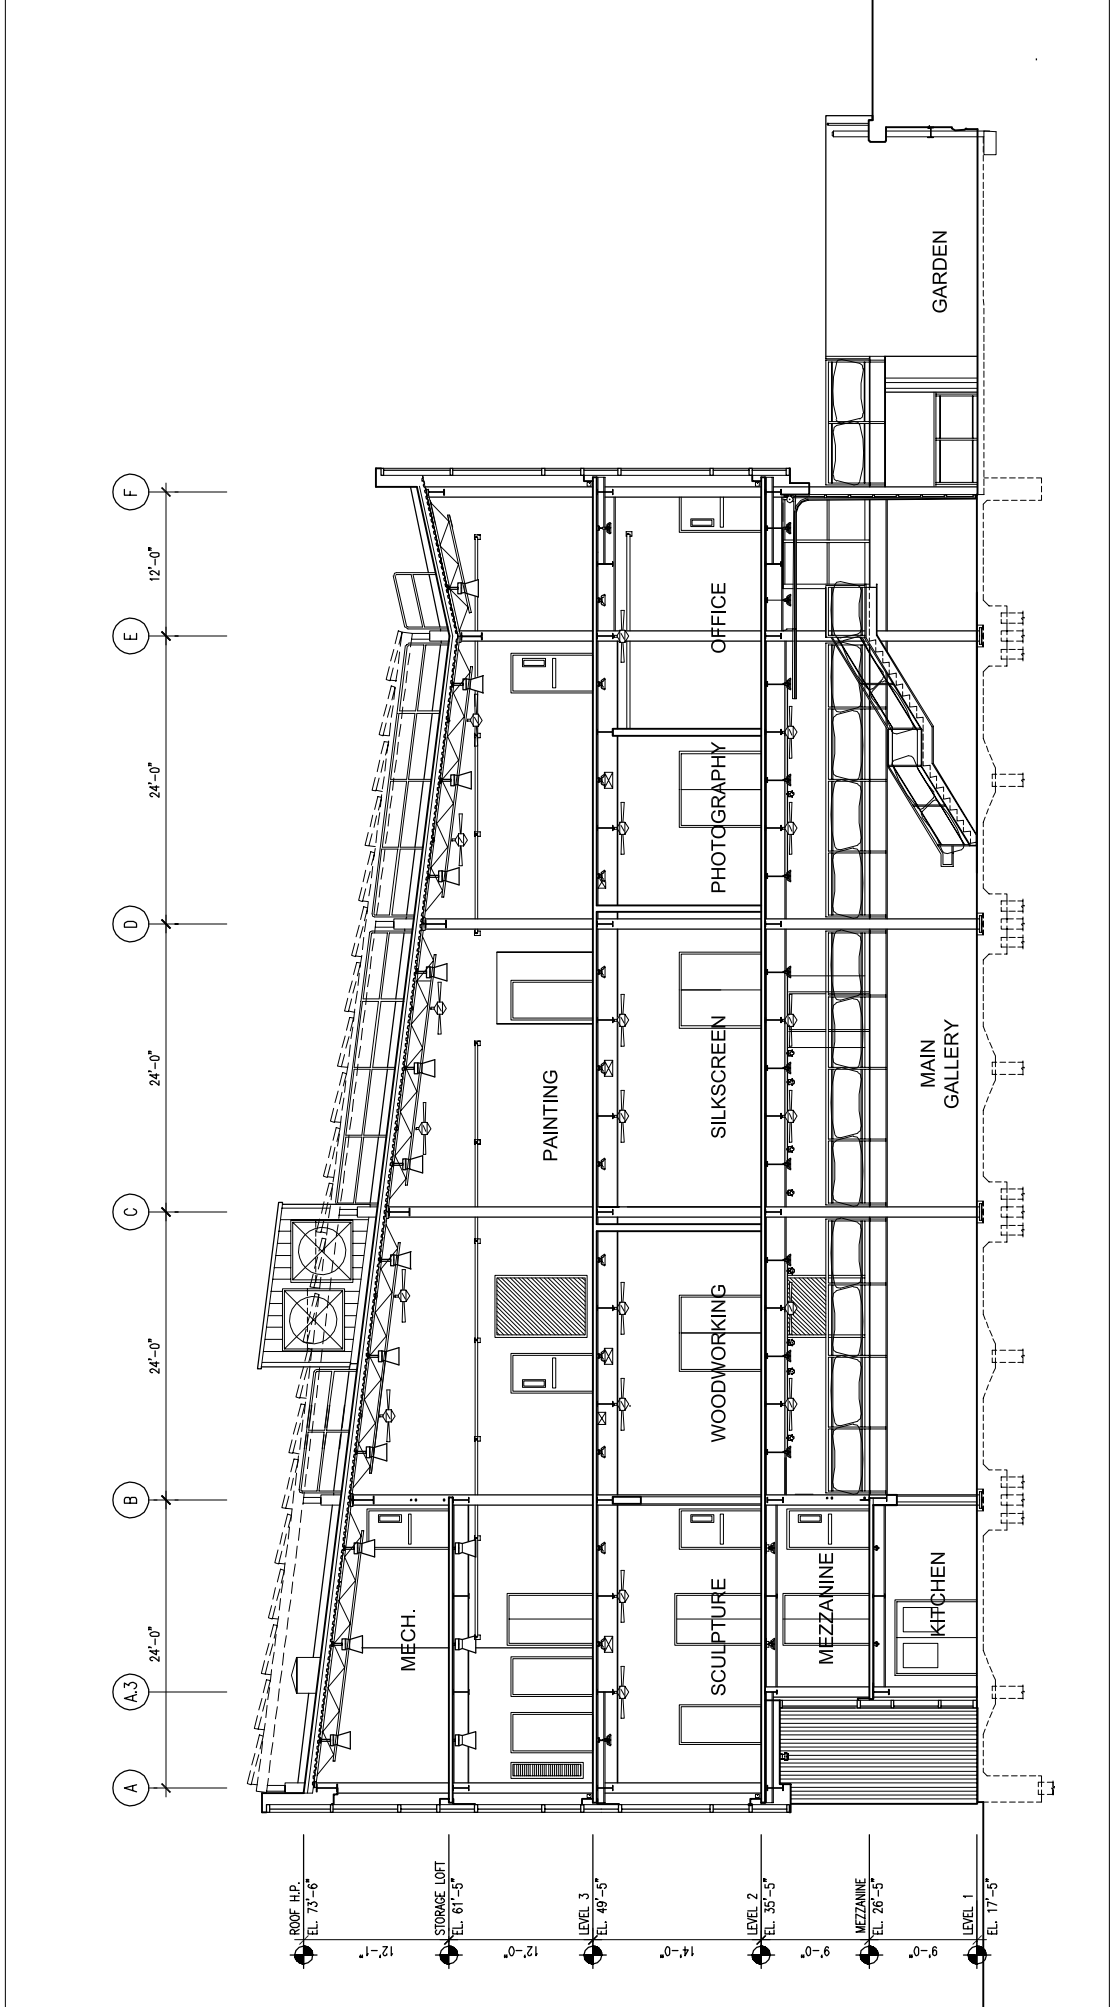 A
A.3
B
C
D
E
F
24'-0"
24'-0"
24'-0"
24'-0"
12'-0"
ROOF H.P.
EL. 73'-6"
12'-1"
STORAGE LOFT
EL. 61'-5"
12'-0"
LEVEL 3
EL. 49'-5"
14'-0"
LEVEL 2
EL. 35'-5"
9'-0"
MEZZANINE
EL. 26'-5"
9'-0"
LEVEL 1
EL. 17'-5"
MECH.
PAINTING
SCULPTURE
WOODWORKING
SILKSCREEN
PHOTOGRAPHY
OFFICE
MEZZANINE
KITCHEN
MAIN
GALLERY
GARDEN